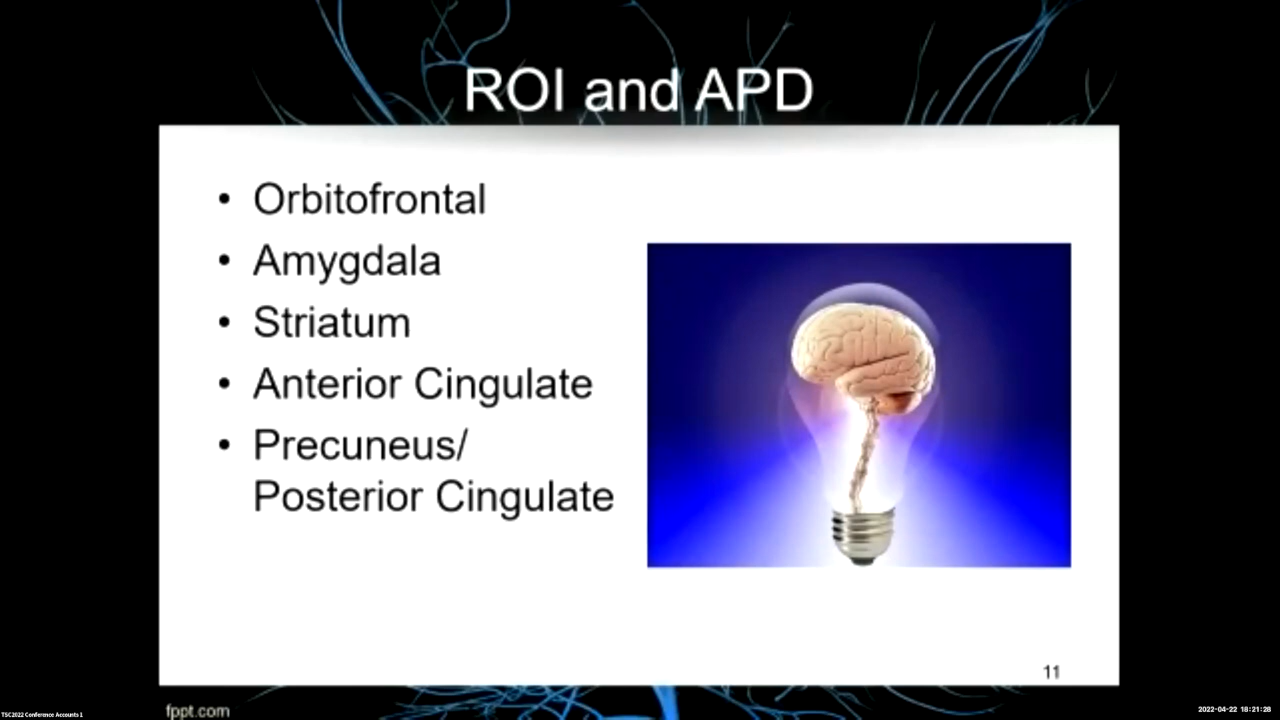 ROI and APD
• Orbitofrontal
• Amygdala
• Striatum
• Anterior Cingulate
• Precuneus/
Posterior Cingulate
11
fppt.com
TSC2022 Conference Accounts 1
2022-04-22 18:21:28